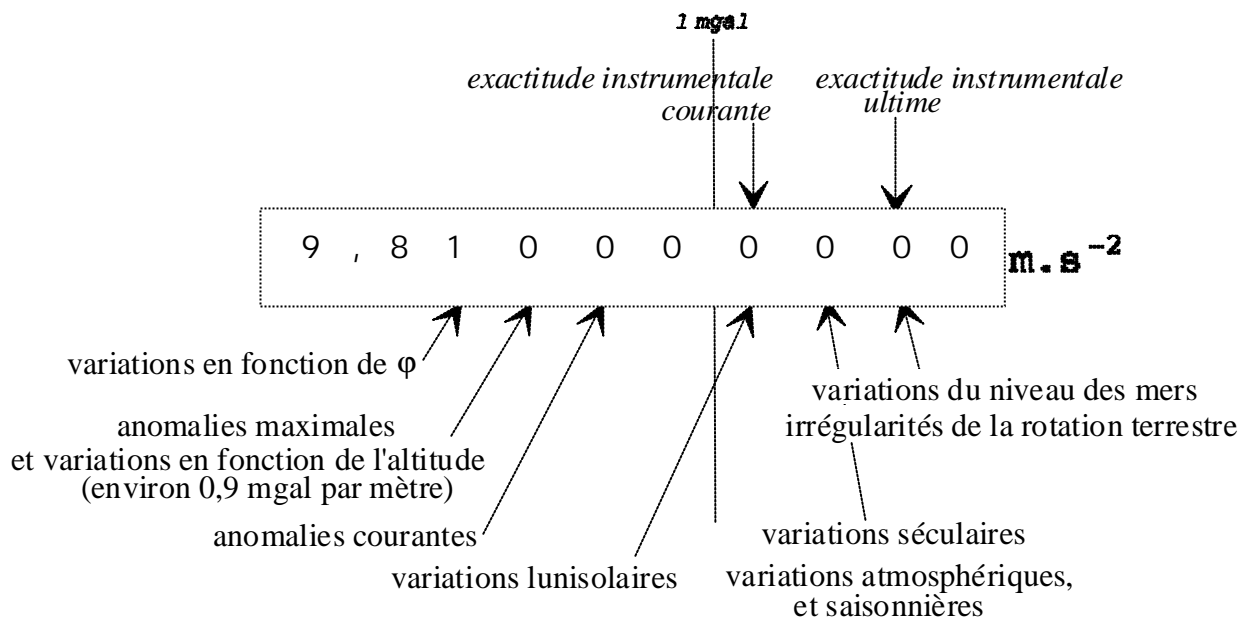 1 mgal
exactitude instrumentale
courante
exactitude instrumentale
ultime
9 , 8 1 0 0 0 0 0 0 0 m.s⁻²
variations en fonction de φ
anomalies maximales
et variations en fonction de l'altitude
(environ 0,9 mgal par mètre)
anomalies courantes
variations lunisolaires
variations du niveau des mers
irrégularités de la rotation terrestre
variations séculaires
variations atmosphériques,
et saisonnières